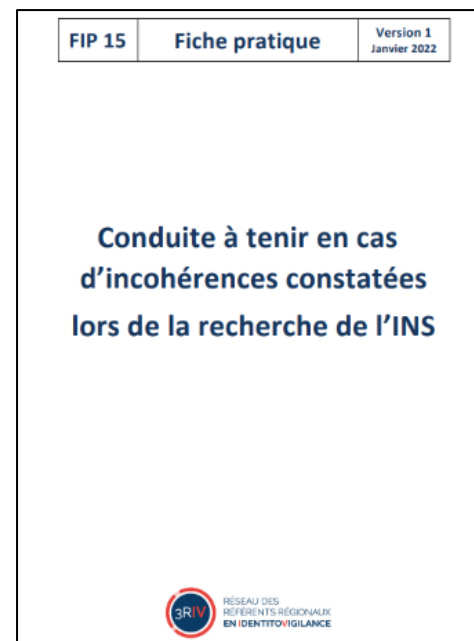 FIP 15
Fiche pratique
Version 1
Janvier 2022
Conduite à tenir en cas
d'incohérences constatées
lors de la recherche de l'INS
3RIV
RÉSEAU DES
RÉFÉRENTS RÉGIONAUX
EN IDENTITOVIGILANCE